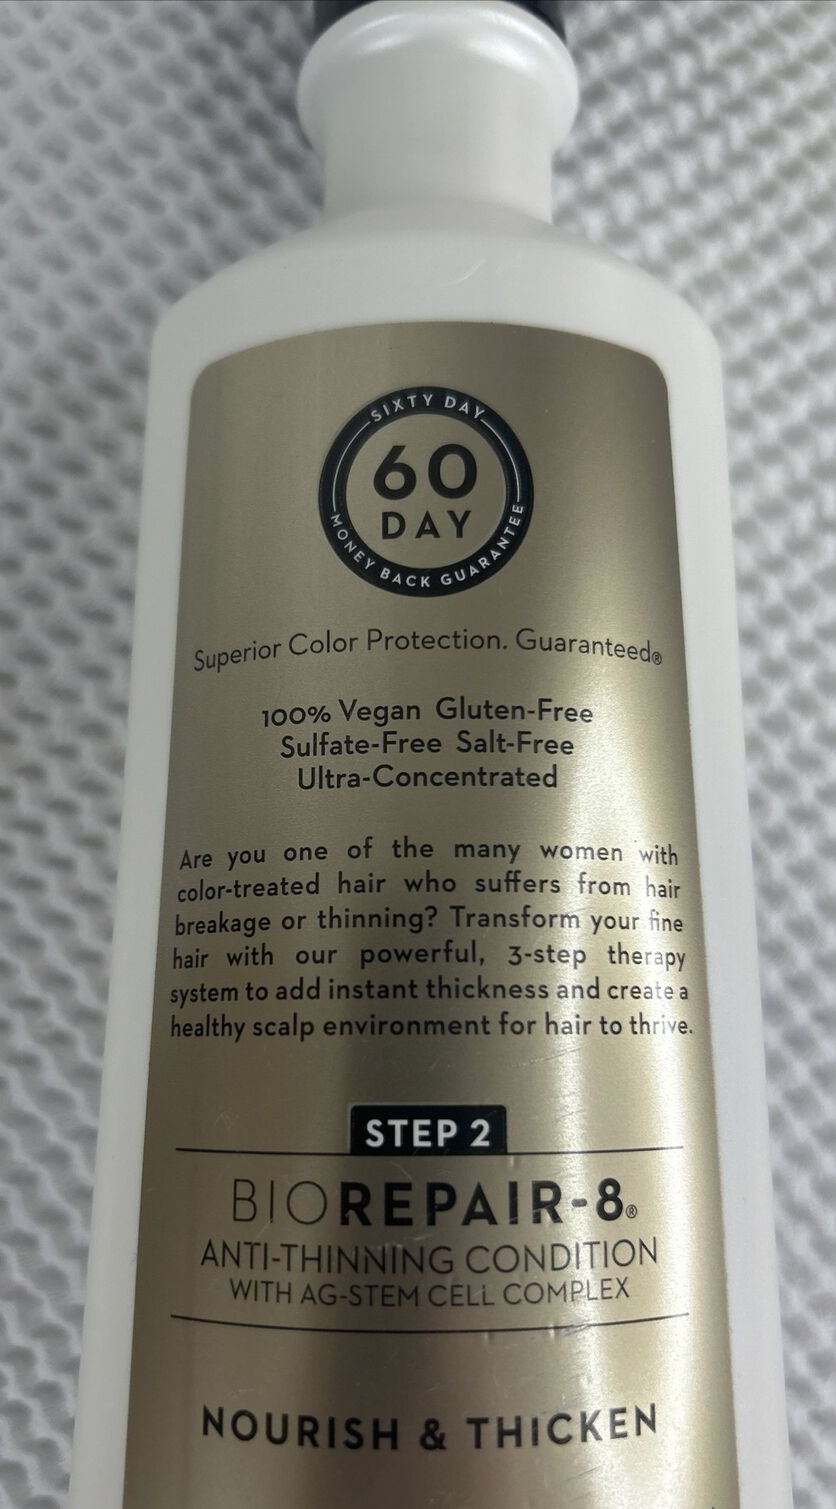 SIXTY DAY
60
DAY
MONEY BACK GUARANTEE
Superior Color Protection. Guaranteed®
100% Vegan Gluten-Free
Sulfate-Free Salt-Free
Ultra-Concentrated
Are you one of the many women with
color-treated hair who suffers from hair
breakage or thinning? Transform your fine
hair with our powerful, 3-step therapy
system to add instant thickness and create a
healthy scalp environment for hair to thrive.
STEP 2
BIOREPAIR-8®
ANTI-THINNING CONDITION
WITH AG-STEM CELL COMPLEX
NOURISH & THICKEN